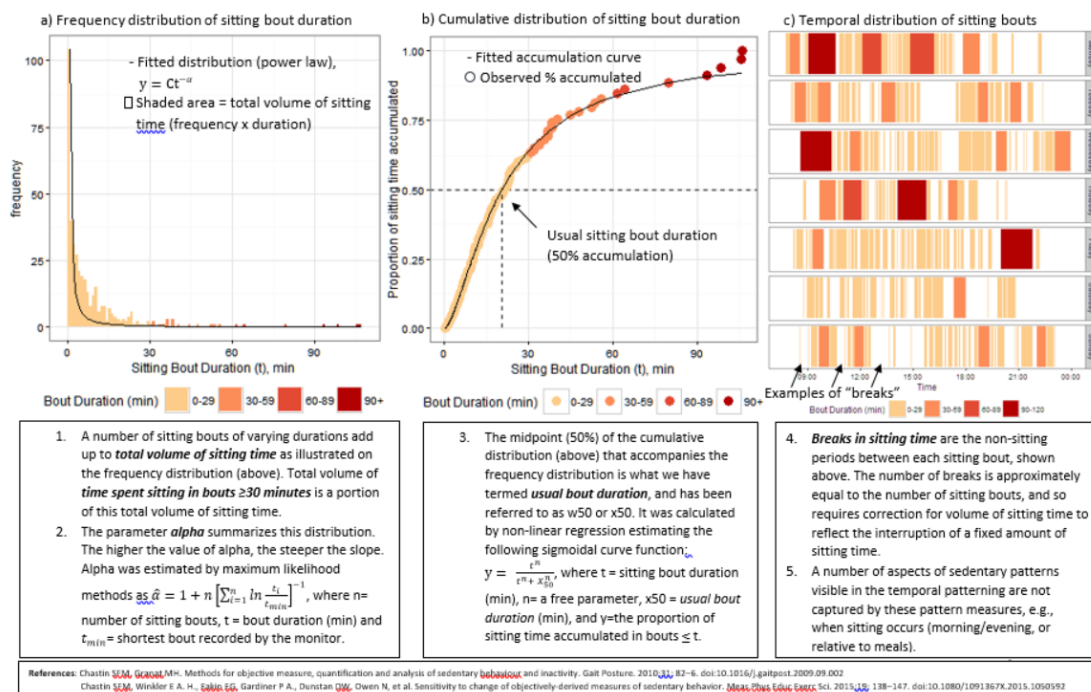 a) Frequency distribution of sitting bout duration
- Fitted distribution (power law),
y = Ct⁻ᵅ
Shaded area = total volume of sitting
time (frequency x duration)
100
75
50
25
0
frequency
0 30 60 90
Sitting Bout Duration (t), min
Bout Duration (min) 0-29 30-59 60-89 90+
b) Cumulative distribution of sitting bout duration
- Fitted accumulation curve
O Observed % accumulated
1.00
0.75
0.50
0.25
0.00
Proportion of sitting time accumulated
Usual sitting bout duration
(50% accumulation)
0 30 60 90
Sitting Bout Duration (t), min
Bout Duration (min) 0-29 30-59 60-89 90+
c) Temporal distribution of sitting bouts
09:00 12:00 15:00 18:00 21:00 00:00
Examples of "breaks"
Time
Bout Duration (min) 0-29 30-59 60-89 90-120
1. A number of sitting bouts of varying durations add
up to total volume of sitting time as illustrated on
the frequency distribution (above). Total volume of
time spent sitting in bouts ≥30 minutes is a portion
of this total volume of sitting time.
2. The parameter alpha summarizes this distribution.
The higher the value of alpha, the steeper the slope.
Alpha was estimated by maximum likelihood
methods as α̂ = 1 + n [∑ⁿᵢ₌₁ ln tᵢ/tₘᵢₙ]⁻¹, where n=
number of sitting bouts, t = bout duration (min) and
tₘᵢₙ= shortest bout recorded by the monitor.
3. The midpoint (50%) of the cumulative
distribution (above) that accompanies the
frequency distribution is what we have
termed usual bout duration, and has been
referred to as w50 or x50. It was calculated
by non-linear regression estimating the
following sigmoidal curve function:
y = tⁿ/(tⁿ + x₅₀ⁿ), where t = sitting bout duration
(min), n= a free parameter, x50 = usual bout
duration (min), and y=the proportion of
sitting time accumulated in bouts ≤ t.
4. Breaks in sitting time are the non-sitting
periods between each sitting bout, shown
above. The number of breaks is approximately
equal to the number of sitting bouts, and so
requires correction for volume of sitting time to
reflect the interruption of a fixed amount of
sitting time.
5. A number of aspects of sedentary patterns
visible in the temporal patterning are not
captured by these pattern measures, e.g.,
when sitting occurs (morning/evening, or
relative to meals).
References: Chastin SFM, Granat MH. Methods for objective measure, quantification and analysis of sedentary behaviour and inactivity. Gait Posture. 2010;31: 82–6. doi:10.1016/j.gaitpost.2009.09.002
Chastin SFM, Winkler E A. H., Eakin EG, Gardiner P A., Dunstan DW, Owen N, et al. Sensitivity to change of objectively-derived measures of sedentary behavior. Meas Phys Educ Exerc Sci. 2015;19: 138–147. doi:10.1080/1091367X.2015.1050592